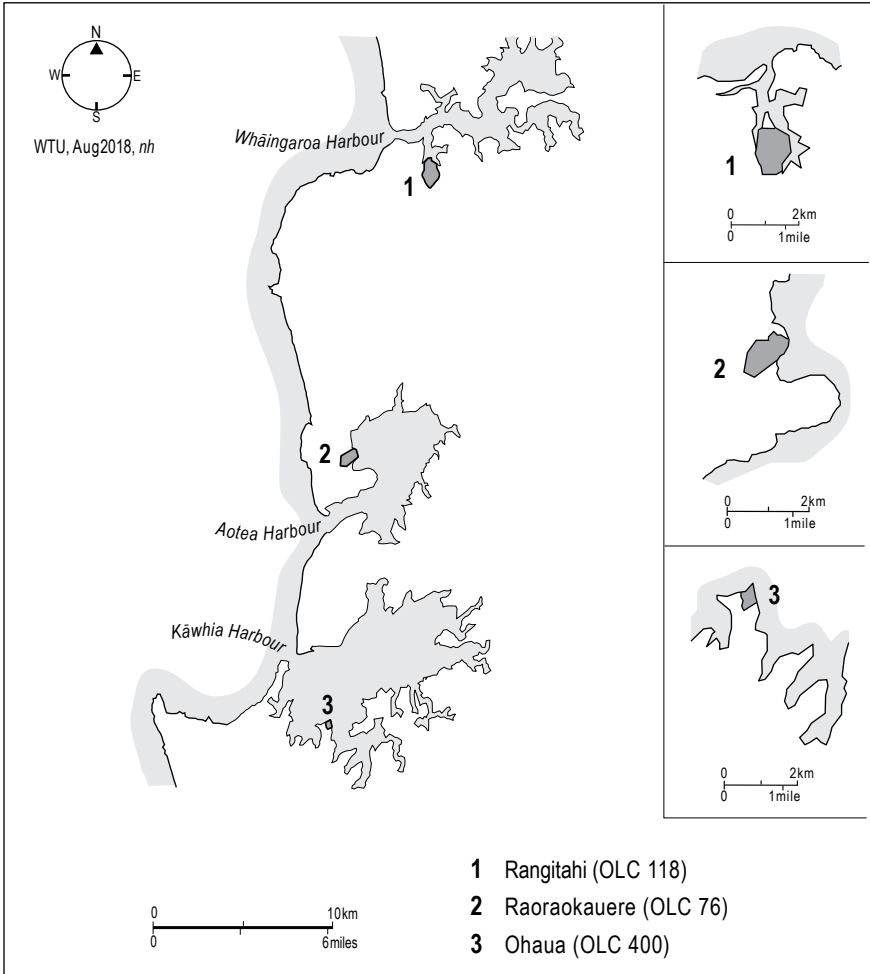 N
W E
S
WTU, Aug2018, nh
Whāingaroa Harbour
1
2
Aotea Harbour
Kāwhia Harbour
3
0 10km
0 6miles
1
0 2km
0 1mile
2
0 2km
0 1mile
3
0 2km
0 1mile
1 Rangitahi (OLC 118)
2 Raoraokauere (OLC 76)
3 Ohaua (OLC 400)